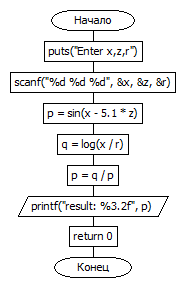 Начало
puts("Enter x,z,r")
scanf("%d %d %d", &x, &z, &r)
p = sin(x - 5.1 * z)
q = log(x / r)
p = q / p
printf("result: %3.2f", p)
return 0
Конец